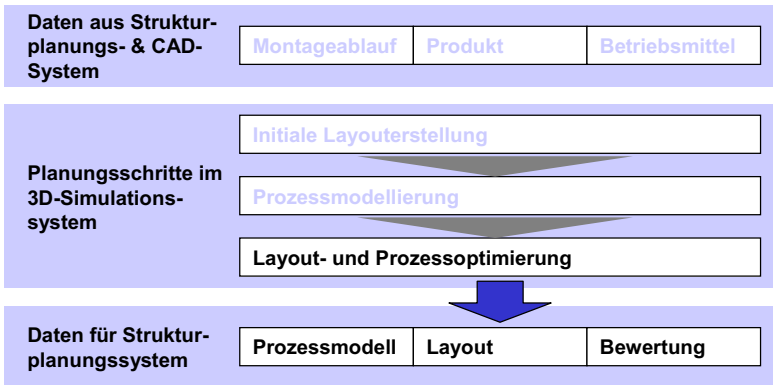 Daten aus Struktur-
planungs- & CAD-
System
Montageablauf Produkt Betriebsmittel
Planungsschritte im
3D-Simulations-
system
Initiale Layouterstellung
Prozessmodellierung
Layout- und Prozessoptimierung
Daten für Struktur-
planungssystem
Prozessmodell Layout Bewertung